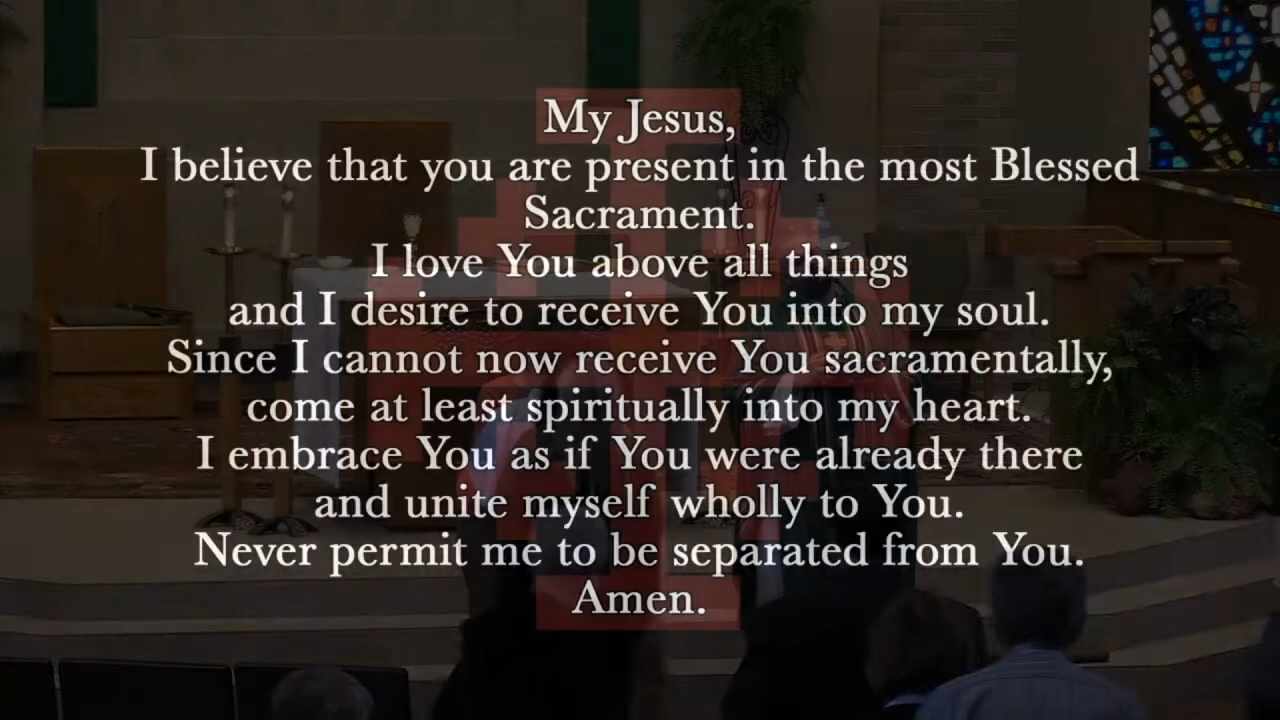 My Jesus,
I believe that you are present in the most Blessed
Sacrament.
I love You above all things
and I desire to receive You into my soul.
Since I cannot now receive You sacramentally,
come at least spiritually into my heart.
I embrace You as if You were already there
and unite myself wholly to You.
Never permit me to be separated from You.
Amen.